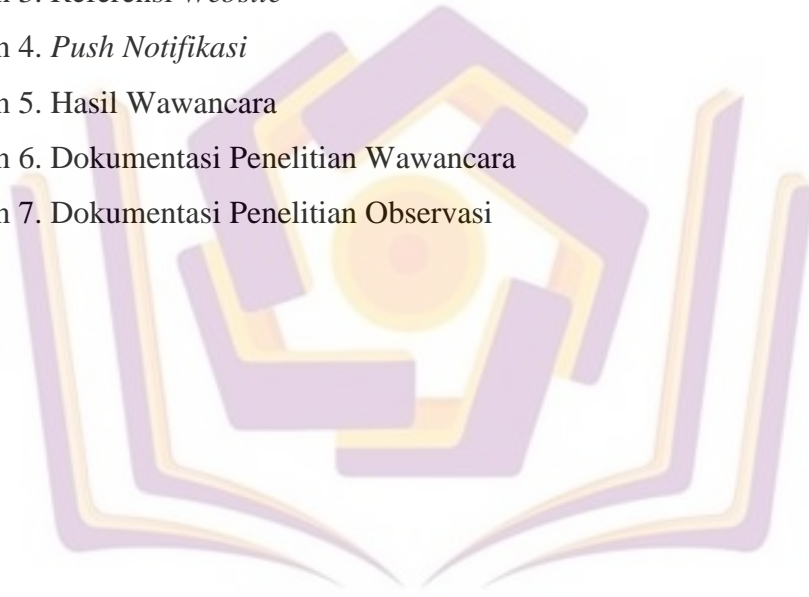 n 4. Push Notifikasi
n 5. Hasil Wawancara
n 6. Dokumentasi Penelitian Wawancara
n 7. Dokumentasi Penelitian Observasi